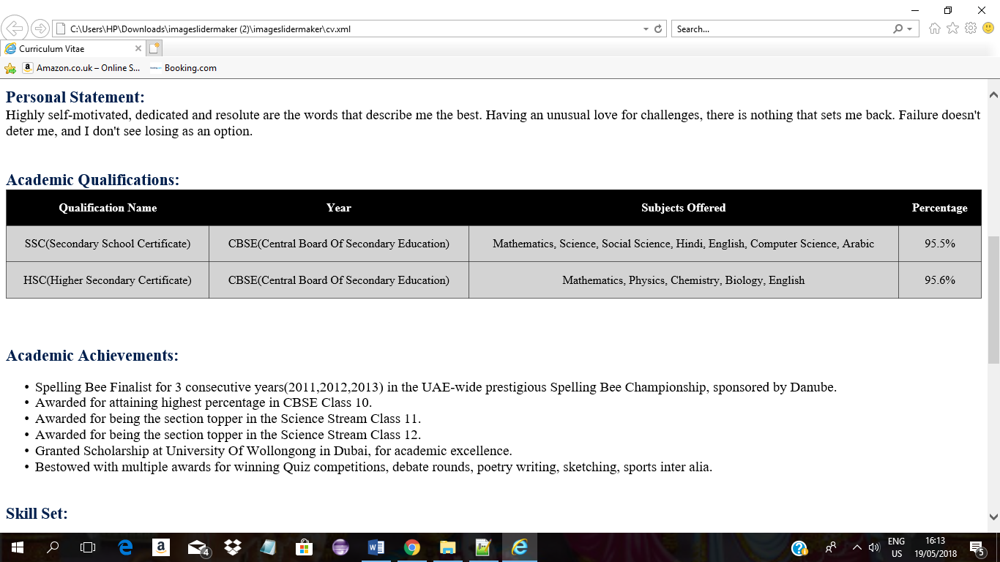 C:\Users\HP\Downloads\imageslidermaker (2)\imageslidermaker\cv.xml
Search...
Curriculum Vitae
Amazon.co.uk – Online S...
Booking.com
Personal Statement:
Highly self-motivated, dedicated and resolute are the words that describe me the best. Having an unusual love for challenges, there is nothing that sets me back. Failure doesn't
deter me, and I don't see losing as an option.
Academic Qualifications:
Qualification Name Year Subjects Offered Percentage
SSC(Secondary School Certificate) CBSE(Central Board Of Secondary Education) Mathematics, Science, Social Science, Hindi, English, Computer Science, Arabic 95.5%
HSC(Higher Secondary Certificate) CBSE(Central Board Of Secondary Education) Mathematics, Physics, Chemistry, Biology, English 95.6%
Academic Achievements:
• Spelling Bee Finalist for 3 consecutive years(2011,2012,2013) in the UAE-wide prestigious Spelling Bee Championship, sponsored by Danube.
• Awarded for attaining highest percentage in CBSE Class 10.
• Awarded for being the section topper in the Science Stream Class 11.
• Awarded for being the section topper in the Science Stream Class 12.
• Granted Scholarship at University Of Wollongong in Dubai, for academic excellence.
• Bestowed with multiple awards for winning Quiz competitions, debate rounds, poetry writing, sketching, sports inter alia.
Skill Set:
4
ENG
US
16:13
19/05/2018
5